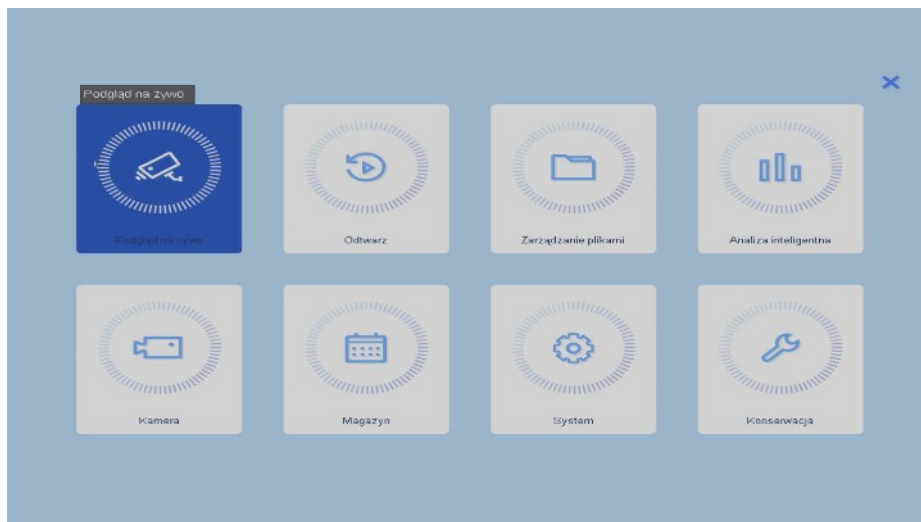 Podgląd na żywo
Podgląd na żywo
Odtwarz
Zarządzanie plikami
Analiza inteligentna
Kamera
Magazyn
System
Konserwacja